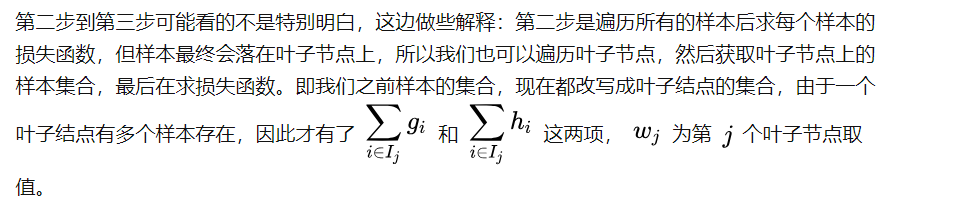 第二步到第三步可能看的不是特别明白，这边做些解释：第二步是遍历所有的样本后求每个样本的
损失函数，但样本最终会落在叶子节点上，所以我们也可以遍历叶子节点，然后获取叶子节点上的
样本集合，最后在求损失函数。即我们之前样本的集合，现在都改写成叶子结点的集合，由于一个
叶子结点有多个样本存在，因此才有了 $\sum_{i \in I_j} g_i$ 和 $\sum_{i \in I_j} h_i$ 这两项， $w_j$ 为第 $j$ 个叶子节点取
值。